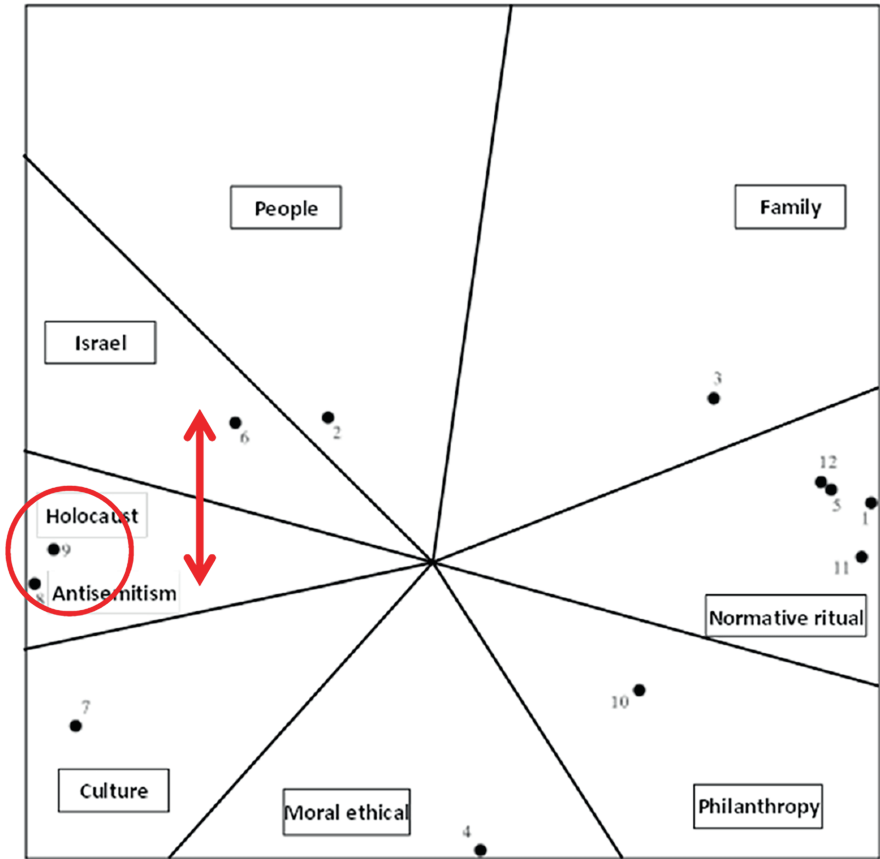 People
Family
Israel
3
6
2
12
5
1
Holocaust
9
11
8
Antisemitism
Normative ritual
10
7
Culture
Moral ethical
Philanthropy
4